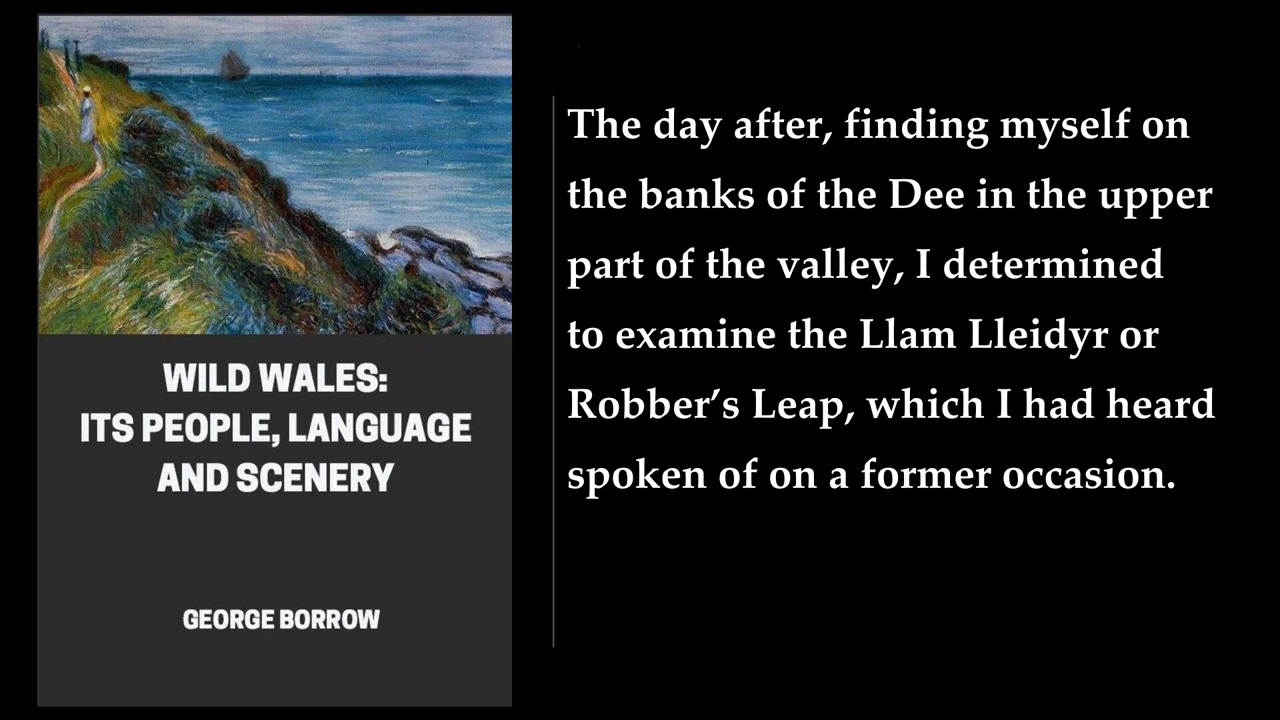 WILD WALES:
ITS PEOPLE, LANGUAGE
AND SCENERY
GEORGE BORROW
The day after, finding myself on
the banks of the Dee in the upper
part of the valley, I determined
to examine the Llam Lleidyr or
Robber’s Leap, which I had heard
spoken of on a former occasion.